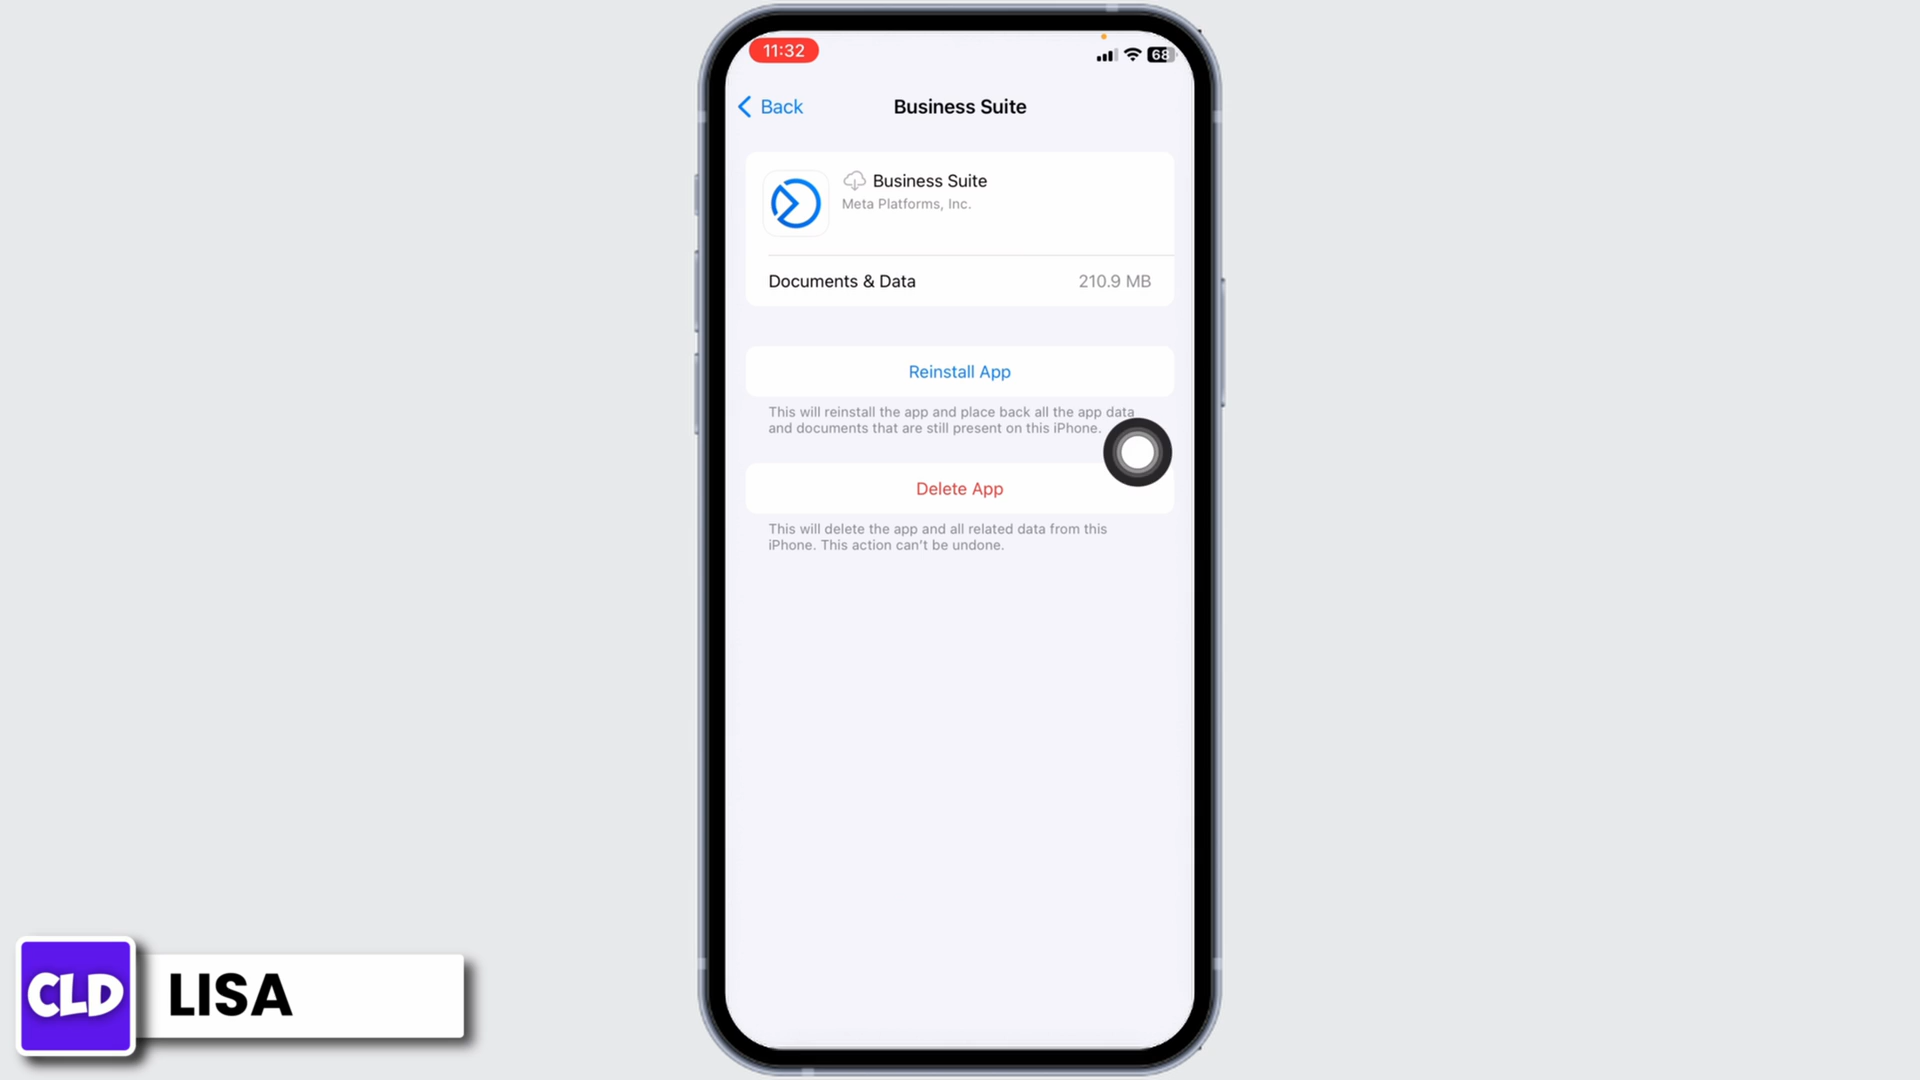 11:32
68
Back
Business Suite
Business Suite
Meta Platforms, Inc.
Documents & Data 210.9 MB
Reinstall App
This will reinstall the app and place back all the app data
and documents that are still present on this iPhone.
Delete App
This will delete the app and all related data from this
iPhone. This action can't be undone.
CLD LISA